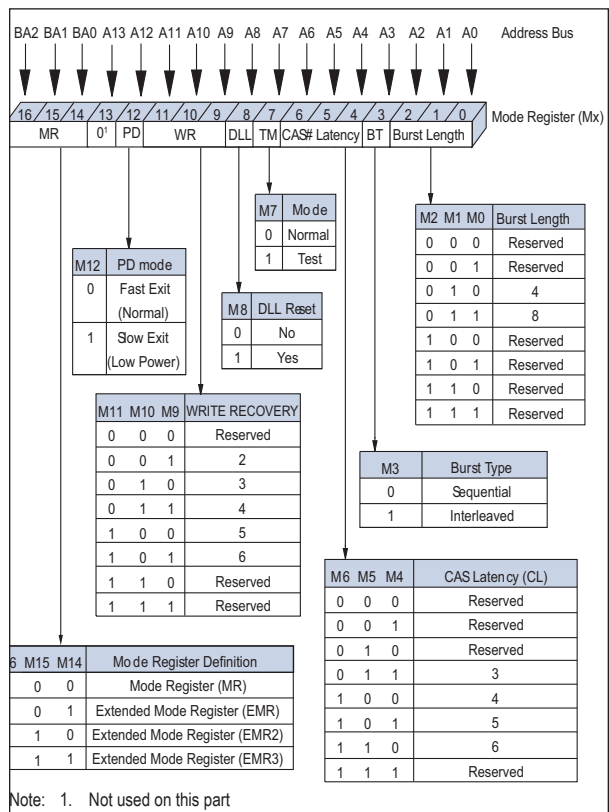 BA2 BA1 BA0 A13 A12 A11 A10 A9 A8 A7 A6 A5 A4 A3 A2 A1 A0 Address Bus
16 15 14 13 12 11 10 9 8 7 6 5 4 3 2 1 0 Mode Register (Mx)
MR 0¹ PD WR DLL TM CAS# Latency BT Burst Length
M7 Mode
0 Normal
1 Test
M2 M1 M0 Burst Length
0 0 0 Reserved
0 0 1 Reserved
0 1 0 4
0 1 1 8
1 0 0 Reserved
1 0 1 Reserved
1 1 0 Reserved
1 1 1 Reserved
M12 PD mode
0 Fast Exit
(Normal)
1 Slow Exit
(Low Power)
M8 DLL Reset
0 No
1 Yes
M11 M10 M9 WRITE RECOVERY
0 0 0 Reserved
0 0 1 2
0 1 0 3
0 1 1 4
1 0 0 5
1 0 1 6
1 1 0 Reserved
1 1 1 Reserved
M3 Burst Type
0 Sequential
1 Interleaved
M6 M5 M4 CAS Latency (CL)
0 0 0 Reserved
0 0 1 Reserved
0 1 0 Reserved
0 1 1 3
1 0 0 4
1 0 1 5
1 1 0 6
1 1 1 Reserved
6 M15 M14 Mode Register Definition
0 0 Mode Register (MR)
0 1 Extended Mode Register (EMR)
1 0 Extended Mode Register (EMR2)
1 1 Extended Mode Register (EMR3)
Note: 1. Not used on this part